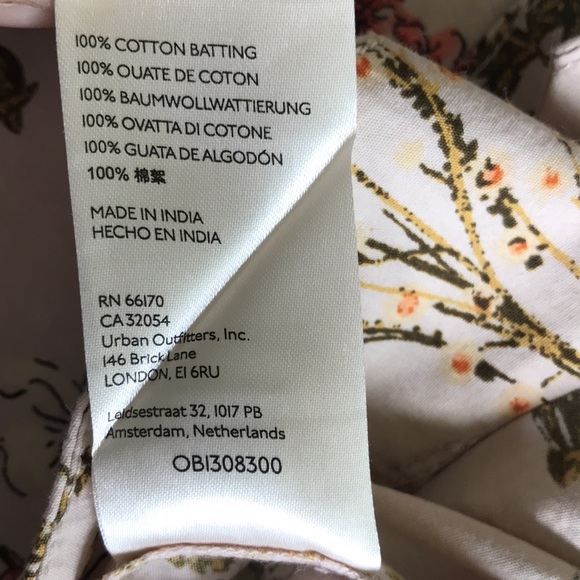 100% COTTON BATTING
100% OUATE DE COTON
100% BAUMWOLLWATTIERUNG
100% OVATTA DI COTONE
100% GUATA DE ALGODÓN
100% 棉絮
MADE IN INDIA
HECHO EN INDIA
RN 66170
CA 32054
Urban Outfitters, Inc.
146 Brick Lane
LONDON, E1 6RU
Leidsestraat 32, 1017 PB
Amsterdam, Netherlands
OB1308300